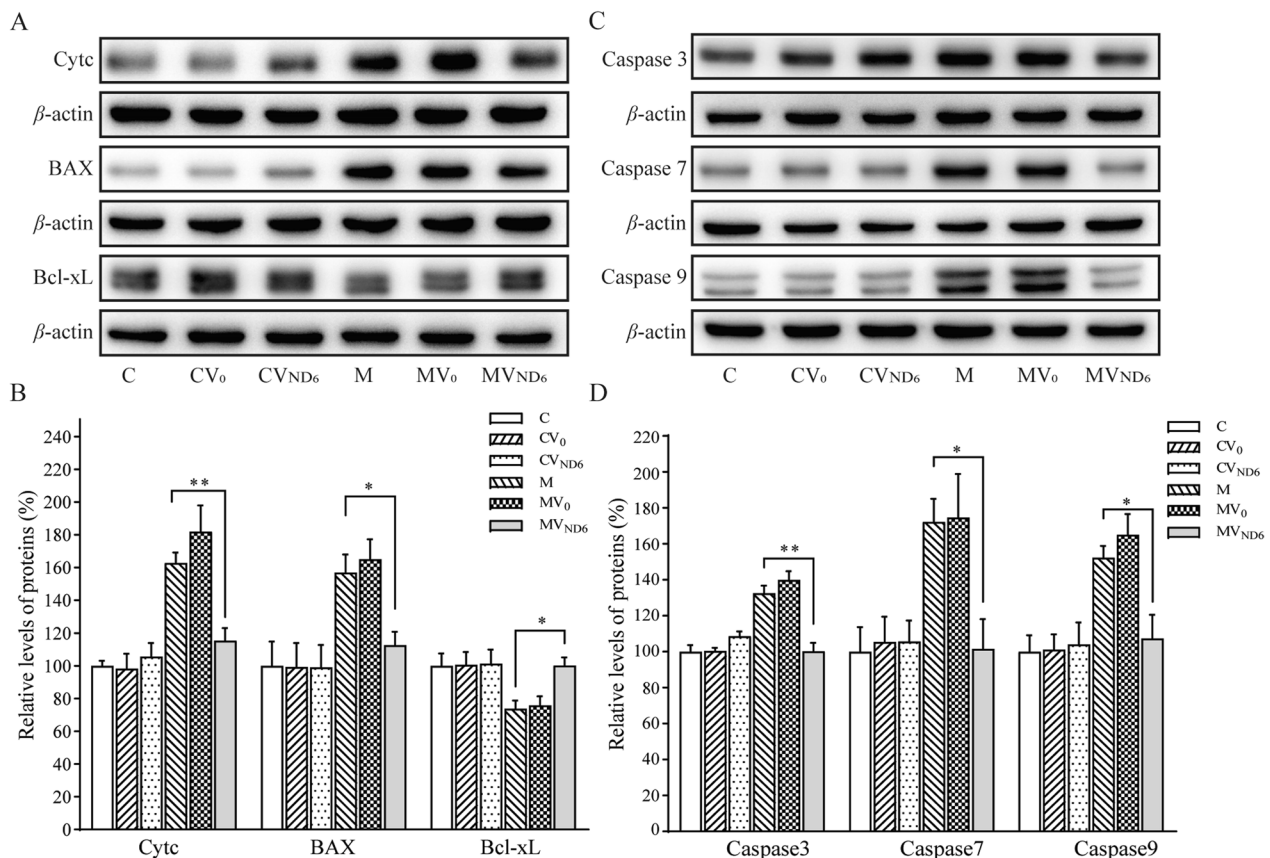 A
Cytc
β-actin
BAX
β-actin
Bcl-xL
β-actin
C CV0 CVND6 M MV0 MVND6
C
Caspase 3
β-actin
Caspase 7
β-actin
Caspase 9
β-actin
C CV0 CVND6 M MV0 MVND6
B
Relative levels of proteins (%)
240
220
200
180
160
140
120
100
80
60
40
20
0
**
*
*
C
CV0
CVND6
M
MV0
MVND6
Cytc BAX Bcl-xL
D
Relative levels of proteins (%)
220
200
180
160
140
120
100
80
60
40
20
0
**
*
*
C
CV0
CVND6
M
MV0
MVND6
Caspase3 Caspase7 Caspase9